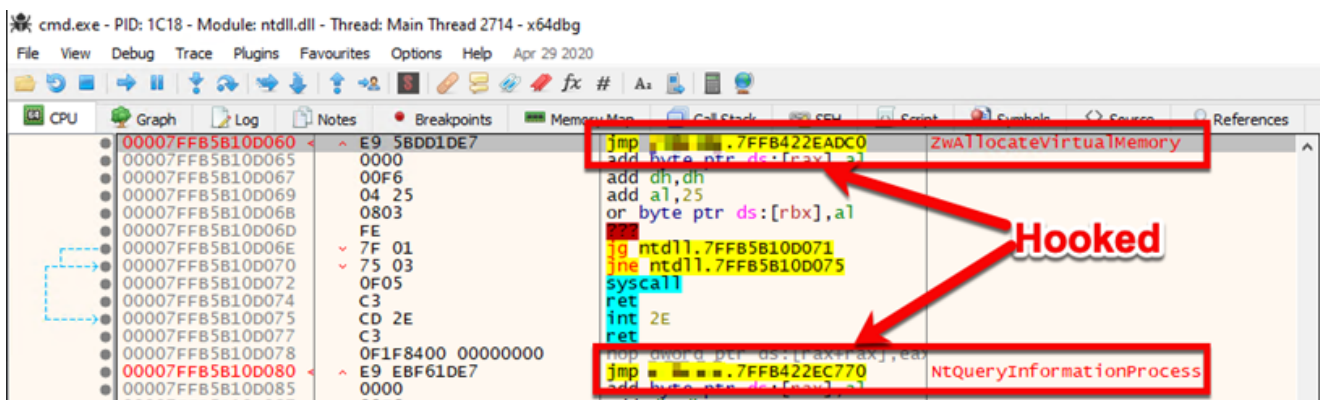 cmd.exe - PID: 1C18 - Module: ntdll.dll - Thread: Main Thread 2714 - x64dbg
File View Debug Trace Plugins Favourites Options Help Apr 29 2020
CPU Graph Log Notes Breakpoints Memory Map Call Stack SEH Script Symbols Source References
00007FFB5B10D060 E9 5BDD1DE7 jmp .7FFB422EADC0 ZwAllocateVirtualMemory
00007FFB5B10D065 0000 add byte ptr ds:[rax],al
00007FFB5B10D067 00F6 add dh,dh
00007FFB5B10D069 04 25 add al,25
00007FFB5B10D06B 0803 or byte ptr ds:[rbx],al
00007FFB5B10D06D FE ???
00007FFB5B10D06E 7F 01 jg ntdll.7FFB5B10D071
00007FFB5B10D070 75 03 jne ntdll.7FFB5B10D075
00007FFB5B10D072 0F05 syscall
00007FFB5B10D074 C3 ret
00007FFB5B10D075 CD 2E int 2E
00007FFB5B10D077 C3 ret
00007FFB5B10D078 0F1F8400 00000000 nop dword ptr ds:[rax+rax],eax
00007FFB5B10D080 E9 EBF61DE7 jmp .7FFB422EC770 NtQueryInformationProcess
00007FFB5B10D085 0000 add byte ptr ds:[rax],al
Hooked